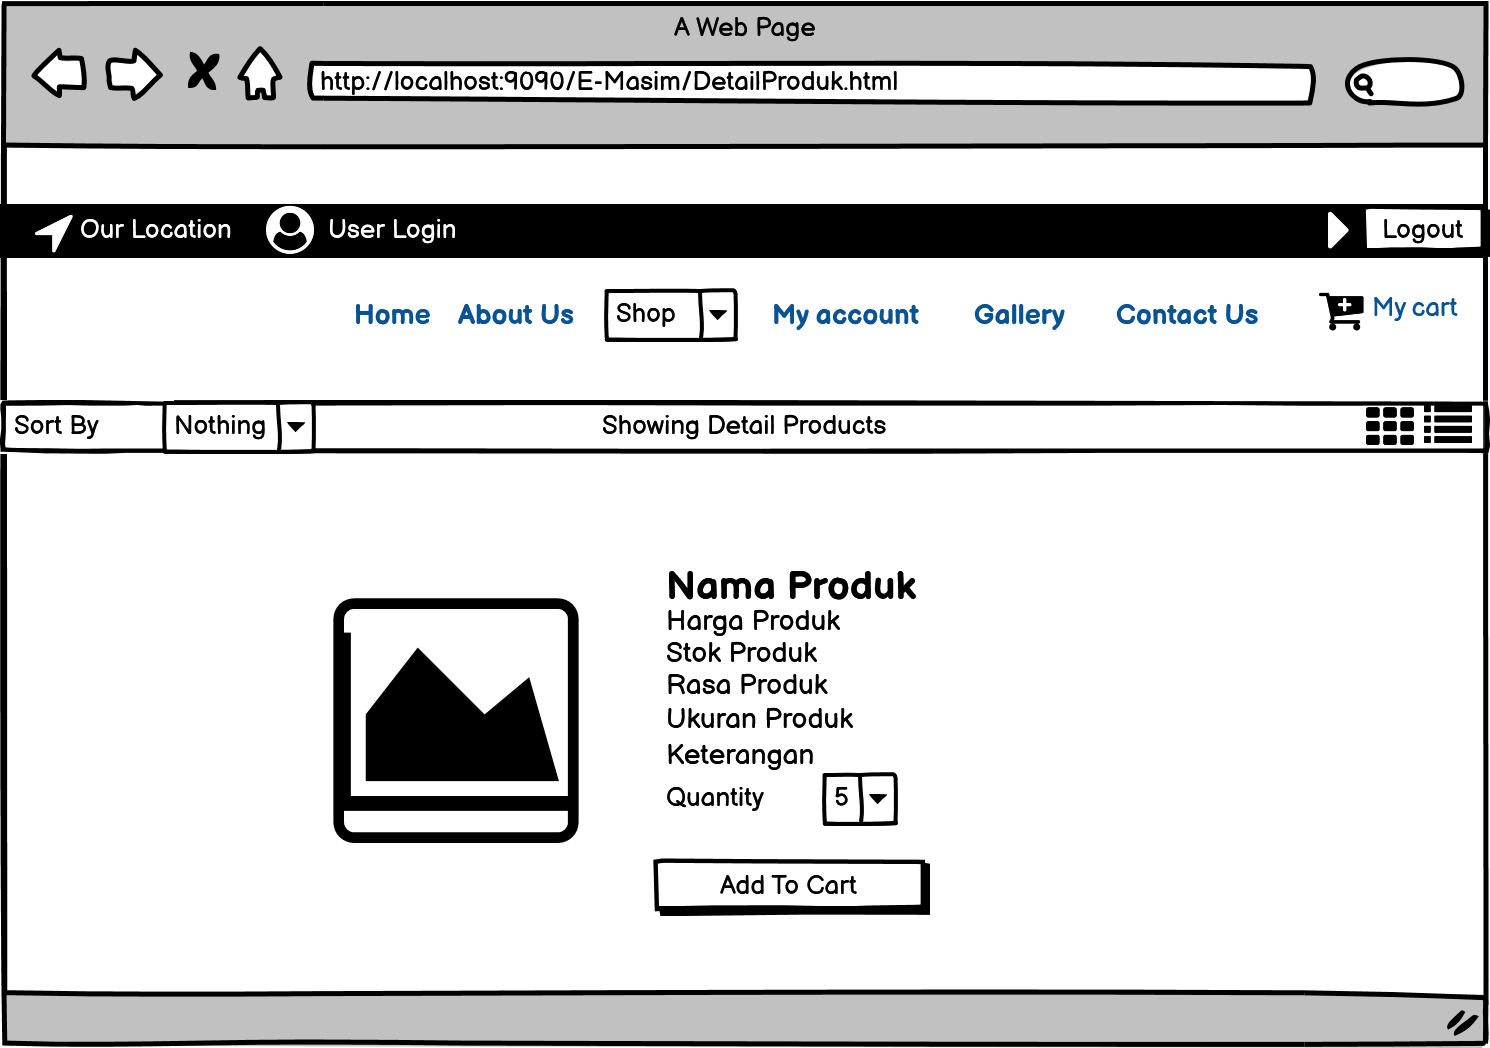 A Web Page
http://localhost:9090/E-Masim/DetailProduk.html
Our Location User Login Logout
Home About Us Shop My account Gallery Contact Us My cart
Sort By Nothing Showing Detail Products
Nama Produk
Harga Produk
Stok Produk
Rasa Produk
Ukuran Produk
Keterangan
Quantity 5
Add To Cart